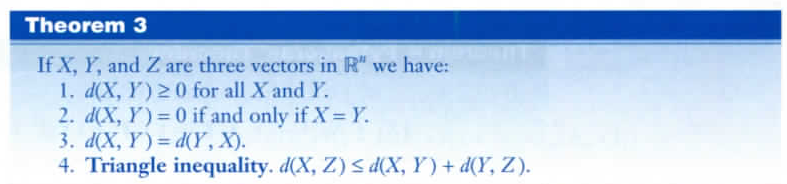 Theorem 3
If X, Y, and Z are three vectors in ℝⁿ we have:
1. d(X, Y) ≥ 0 for all X and Y.
2. d(X, Y) = 0 if and only if X = Y.
3. d(X, Y) = d(Y, X).
4. Triangle inequality. d(X, Z) ≤ d(X, Y) + d(Y, Z).